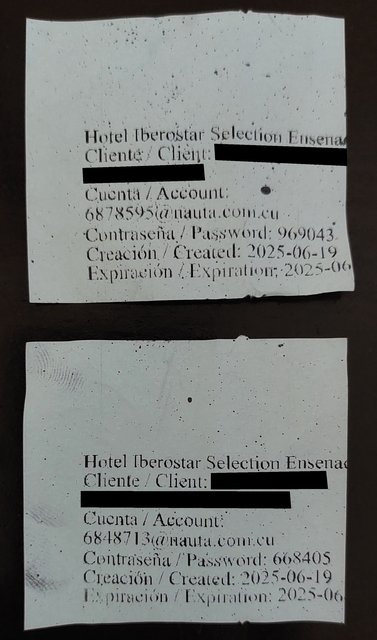 Hotel Iberostar Selection Ensena
Cliente / Client:
Cuenta / Account:
6878595@nauta.com.cu
Contraseña / Password: 969043
Creación / Created: 2025-06-19
Expiración / Expiration: 2025-06
Hotel Iberostar Selection Ensena
Cliente / Client:
Cuenta / Account:
6848713@nauta.com.cu
Contraseña / Password: 668405
Creación / Created: 2025-06-19
Expiración / Expiration: 2025-06